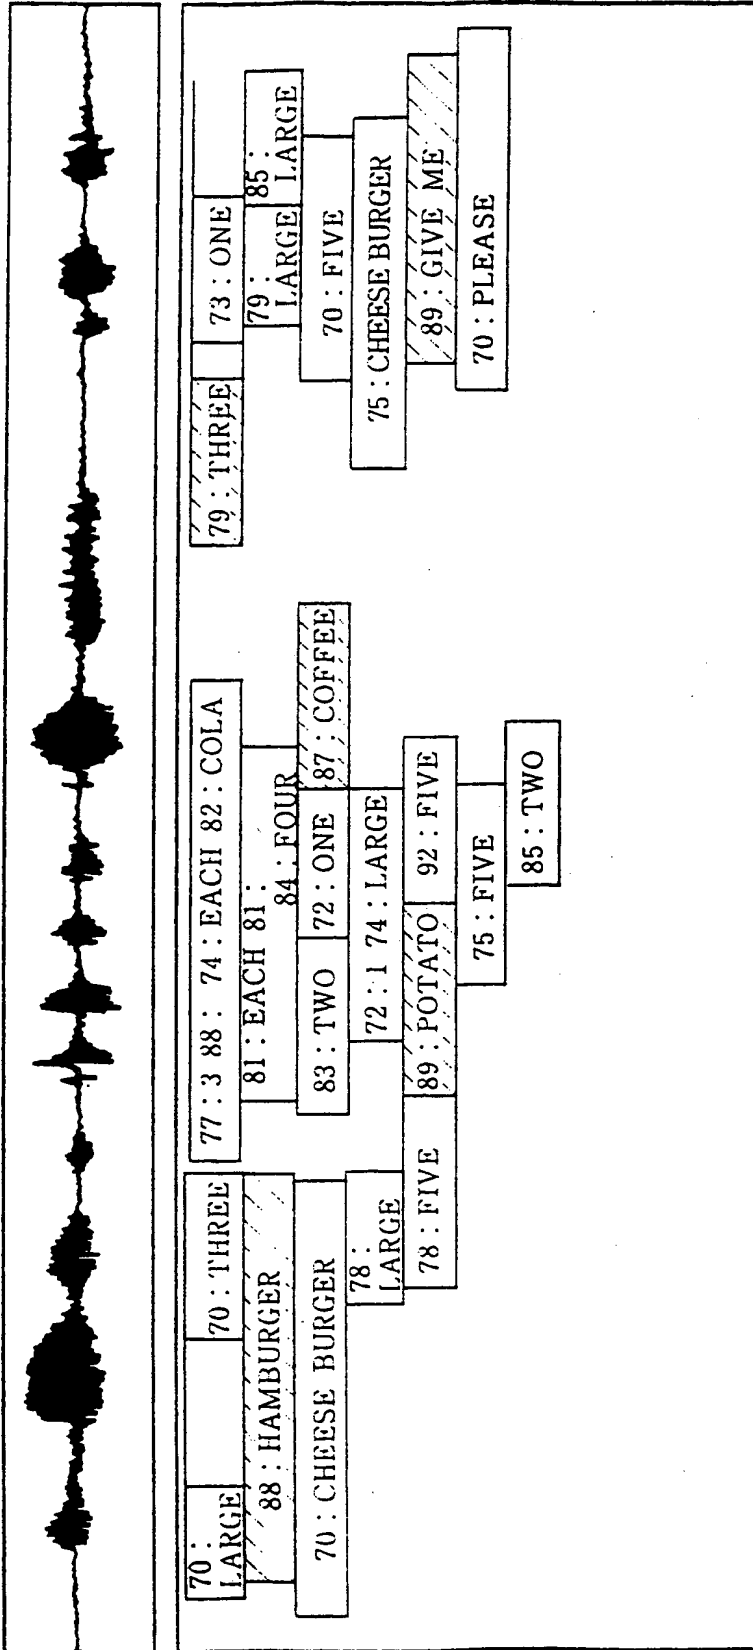 70 :
LARGE
70 : THREE
77 : 3 88 : 74 : EACH 82 : COLA
79 : THREE
73 : ONE
88 : HAMBURGER
81 : EACH 81 :
84 : FOUR
79 :
LARGE
85 :
LARGE
70 : CHEESE BURGER
83 : TWO
72 : ONE
87 : COFFEE
70 : FIVE
78 :
LARGE
72 : 1 74 : LARGE
75 : CHEESE BURGER
78 : FIVE
89 : POTATO
92 : FIVE
89 : GIVE ME
75 : FIVE
70 : PLEASE
85 : TWO